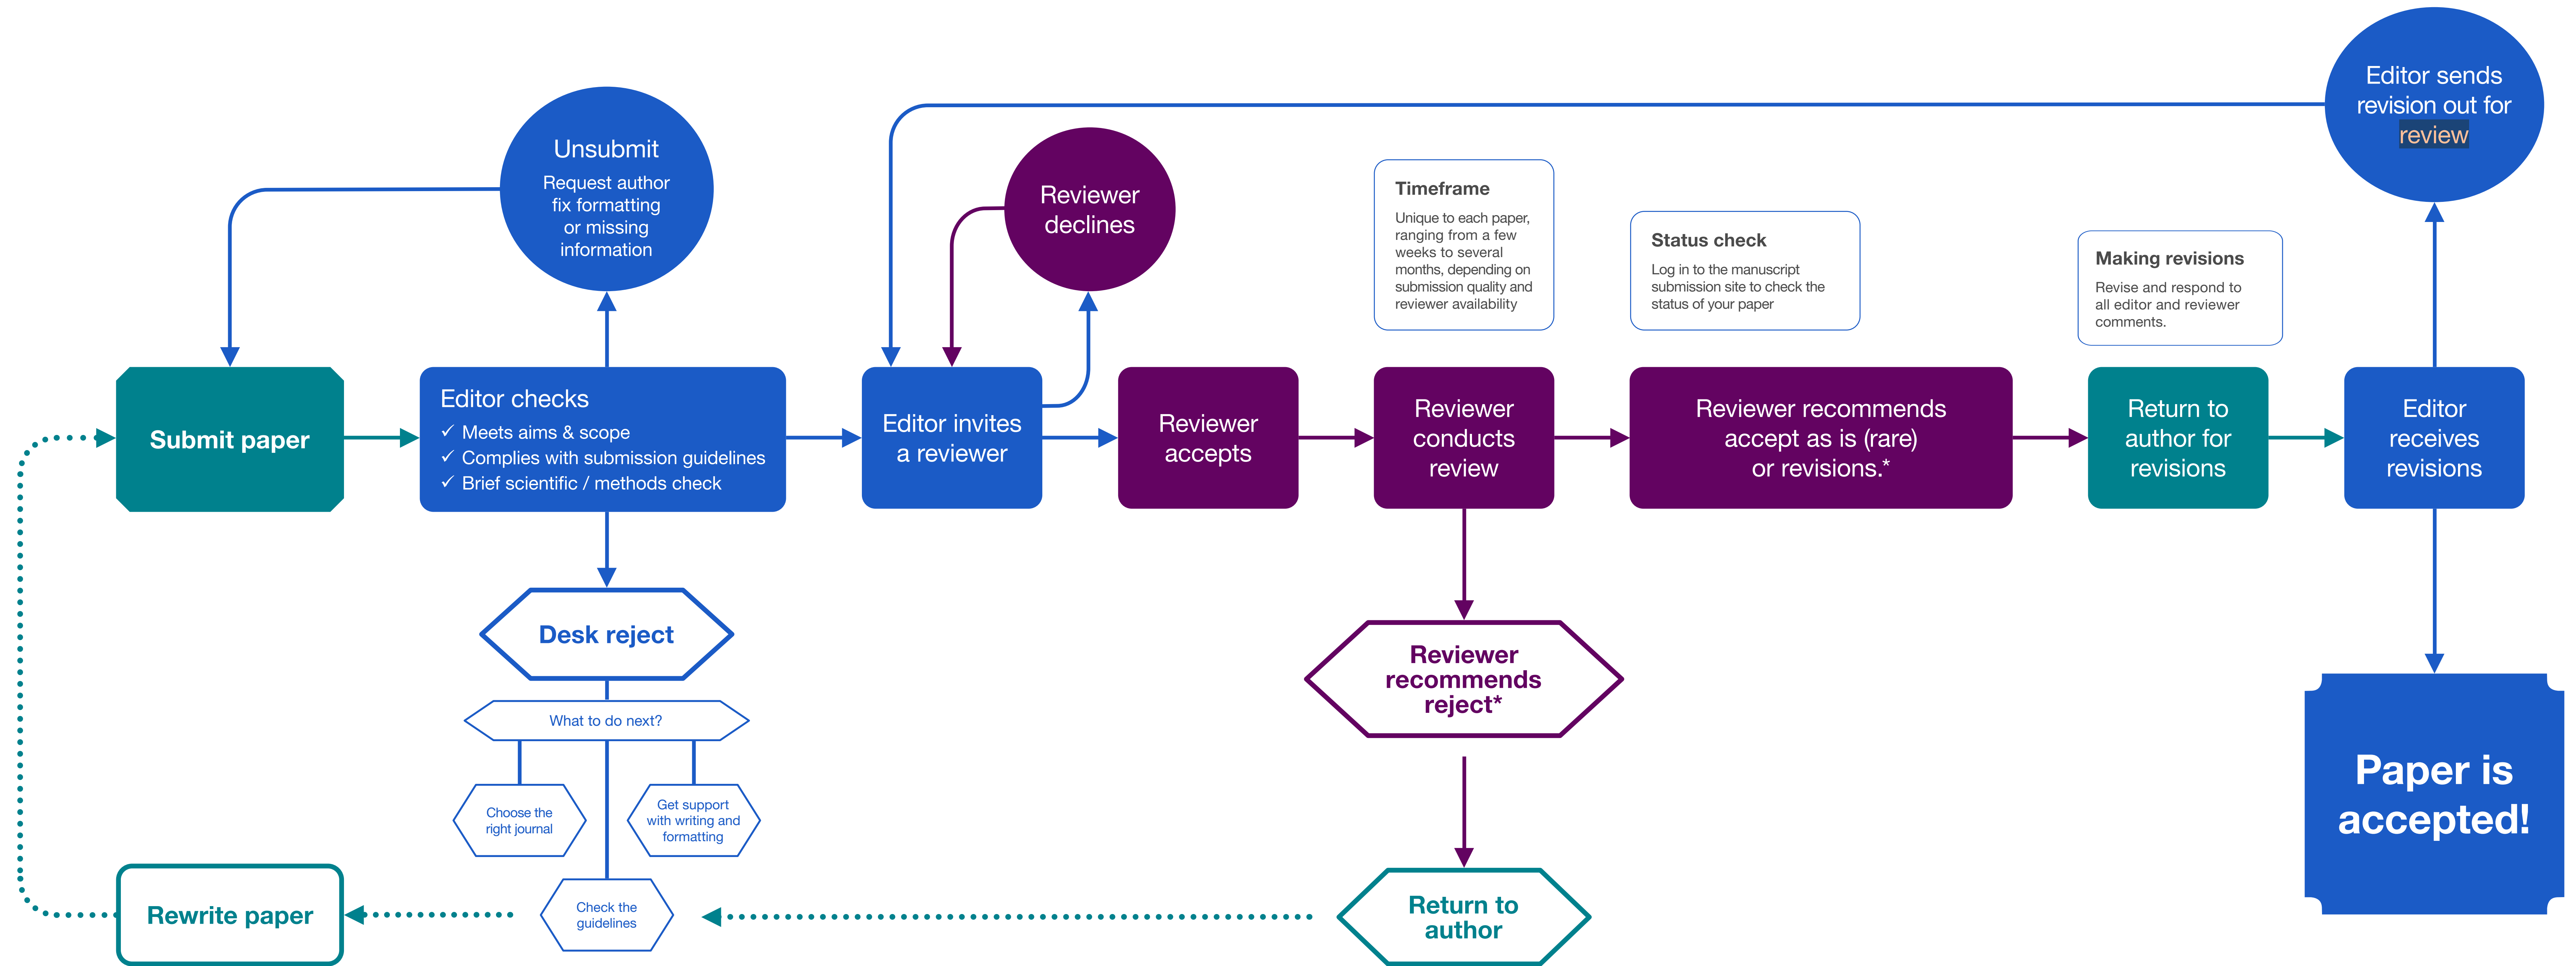 Editor sends
revision out for
review
Unsubmit
Request author
fix formatting
or missing
information
Reviewer
declines
Timeframe
Unique to each paper,
ranging from a few
weeks to several
months, depending on
submission quality and
reviewer availability
Status check
Log in to the manuscript
submission site to check the
status of your paper
Making revisions
Revise and respond to
all editor and reviewer
comments.
Submit paper
Editor checks
✓ Meets aims & scope
✓ Complies with submission guidelines
✓ Brief scientific / methods check
Editor invites
a reviewer
Reviewer
accepts
Reviewer
conducts
review
Reviewer recommends
accept as is (rare)
or revisions.*
Return to
author for
revisions
Editor
receives
revisions
Desk reject
What to do next?
Choose the
right journal
Get support
with writing and
formatting
Check the
guidelines
Reviewer
recommends
reject*
Return to
author
Rewrite paper
Paper is
accepted!